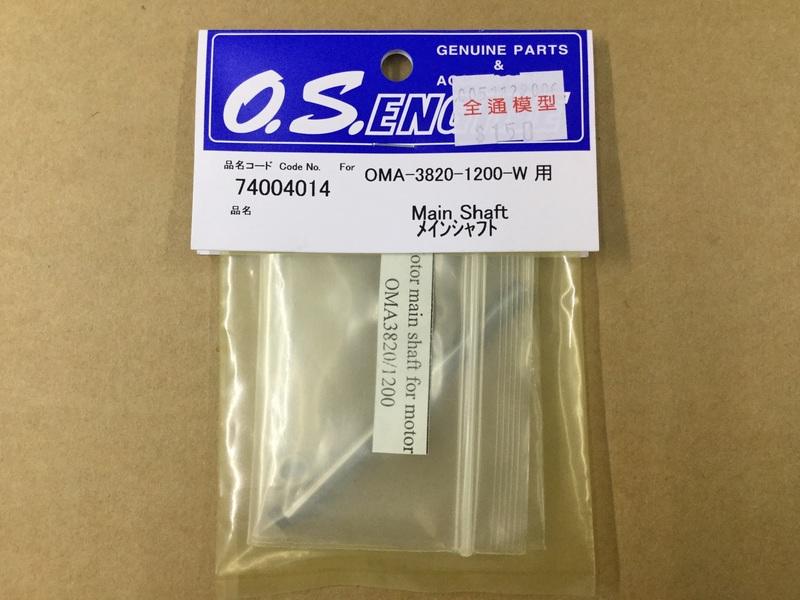 GENUINE PARTS
&
O.S.ENG
全通模型
$150
品名コード Code No. For OMA-3820-1200-W 用
74004014
品名 Main Shaft
メインシャフト
otor main shaft for motor
OMA3820/1200